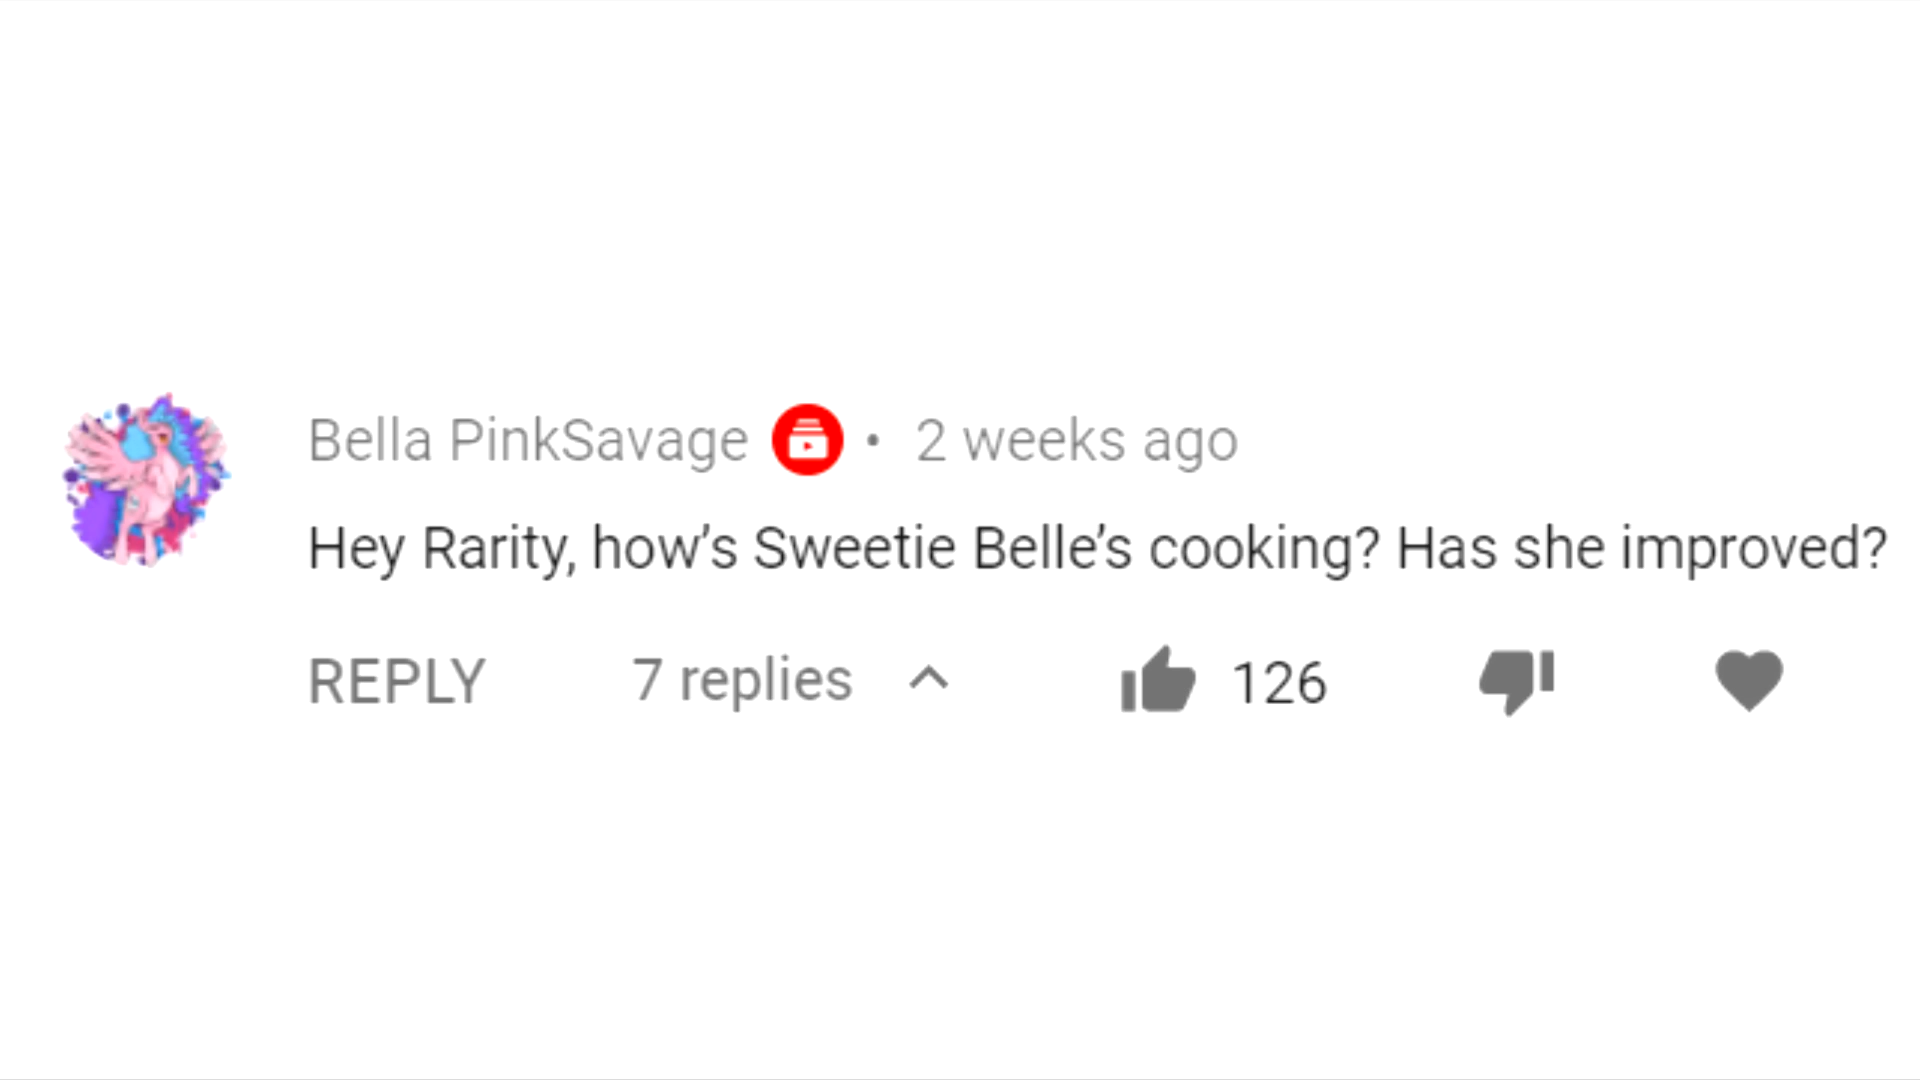 Bella PinkSavage • 2 weeks ago
Hey Rarity, how's Sweetie Belle's cooking? Has she improved?
REPLY 7 replies 126